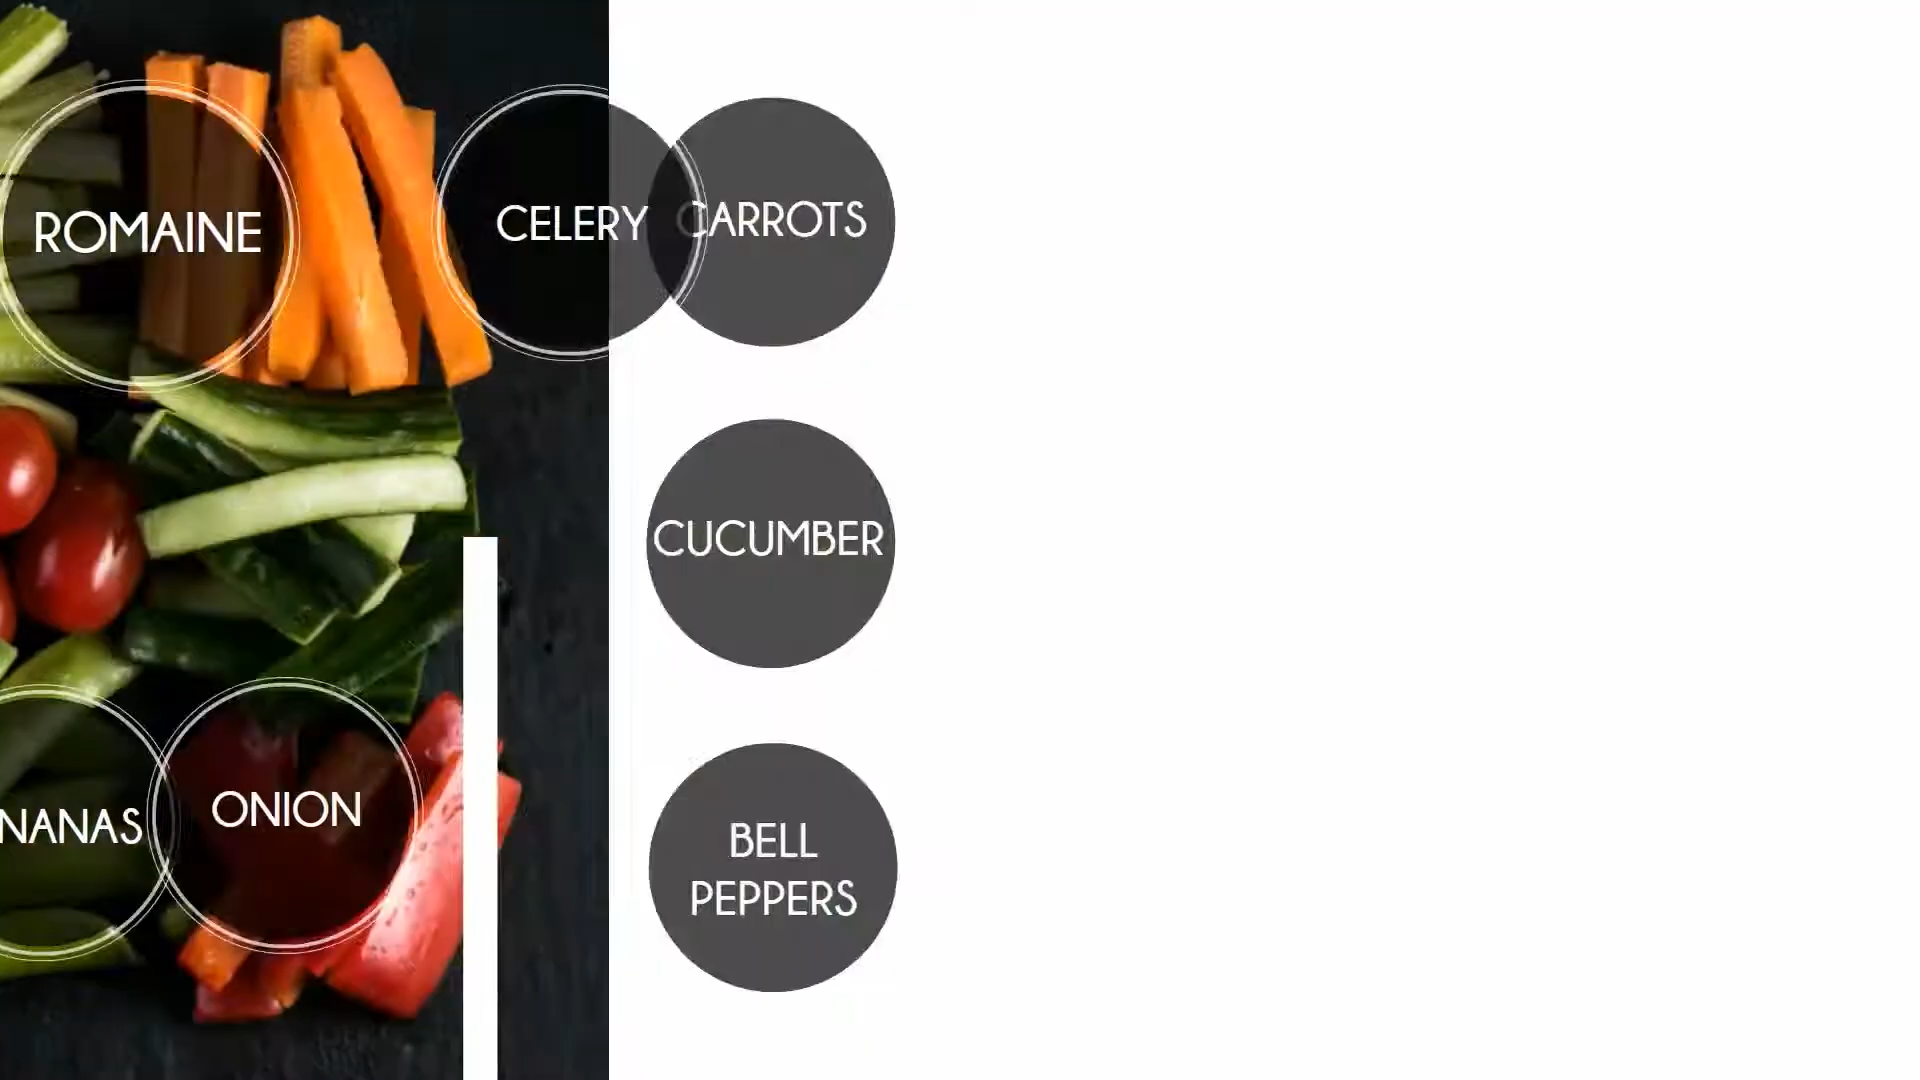 ROMAINE
CELERY
CARROTS
CUCUMBER
NANAS
ONION
BELL
PEPPERS